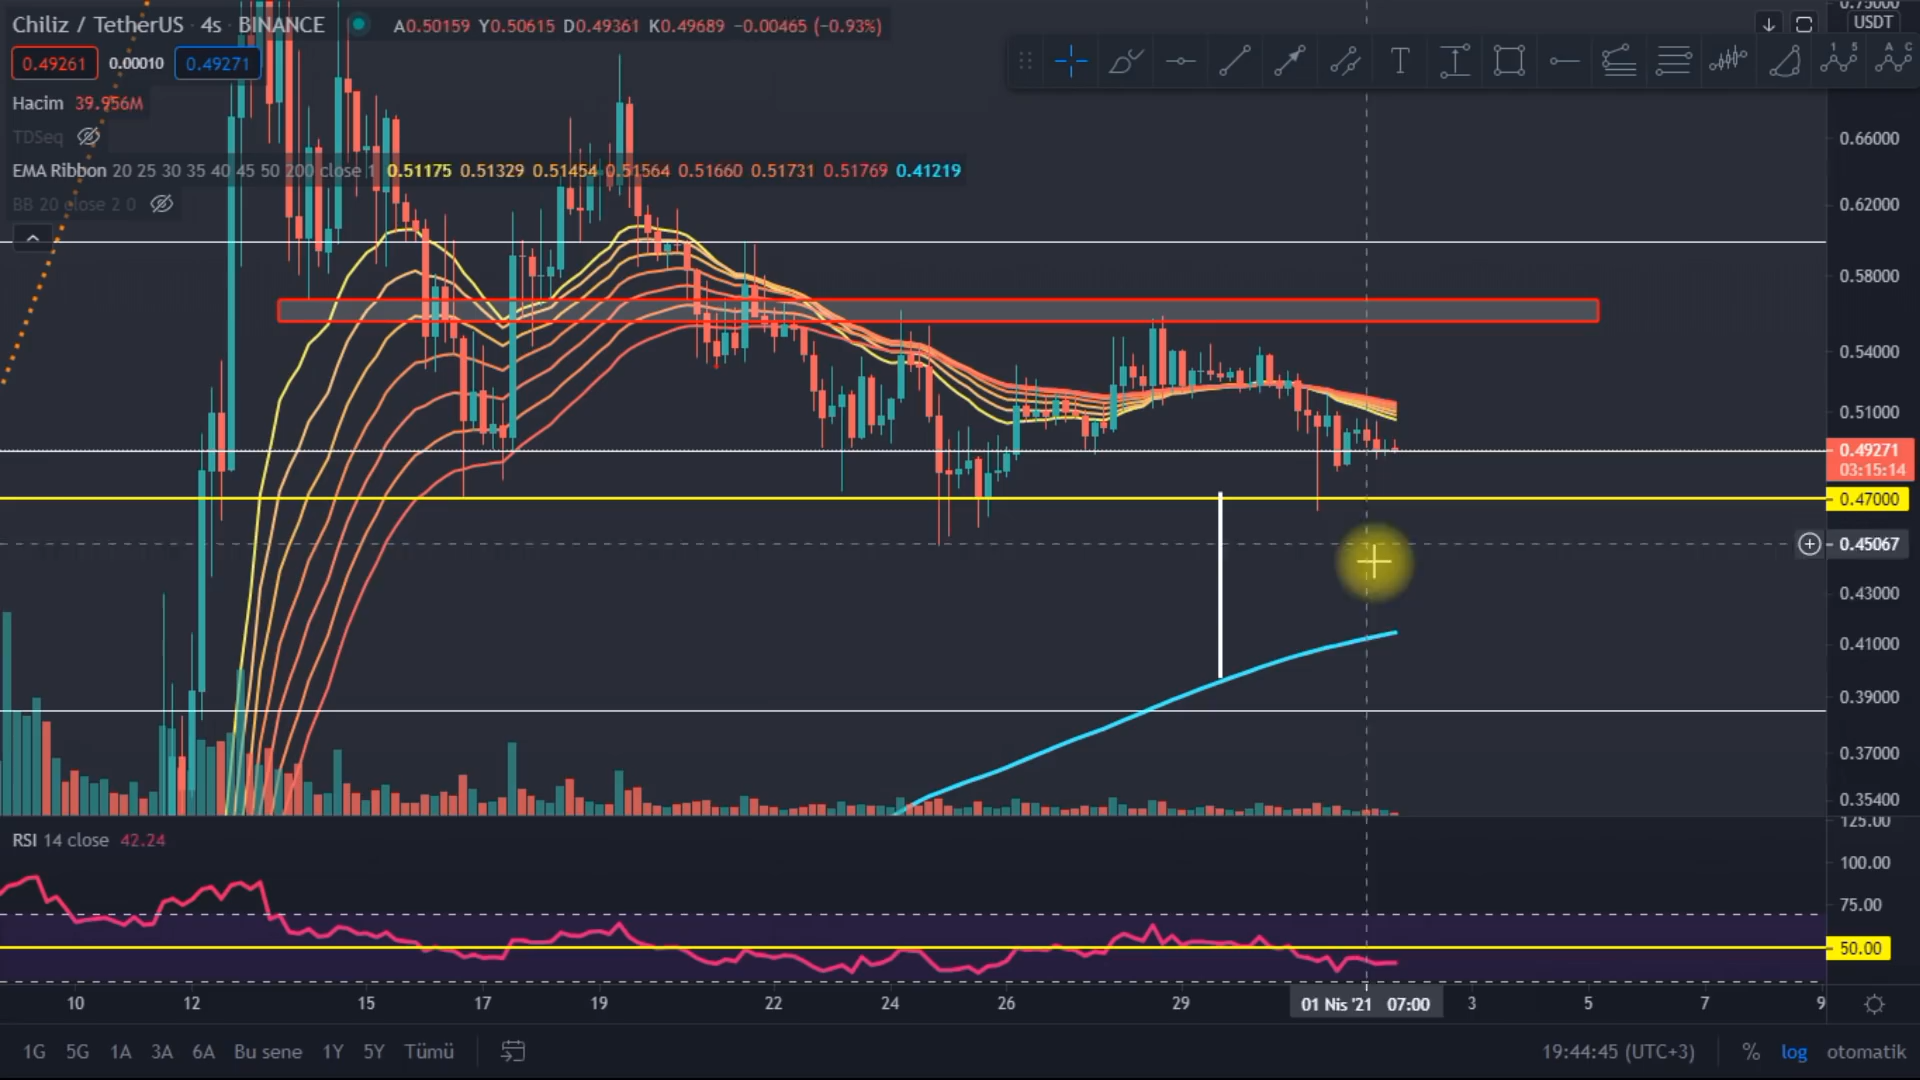 Chiliz / TetherUS · 4s · BINANCE A0.50159 Y0.50615 D0.49361 K0.49689 −0.00465 (−0.93%)
0.49261 0.00010 0.49271
Hacim 39.956M
TDSeq
EMA Ribbon 20 25 30 35 40 45 50 200 close 1 0.51175 0.51329 0.51454 0.51564 0.51660 0.51731 0.51769 0.41219
BB 20 close 2 0
T
1 5
A C
0.75000
USDT
0.66000
0.62000
0.58000
0.54000
0.51000
0.49271
03:15:14
0.47000
0.45067
0.43000
0.41000
0.39000
0.37000
0.35400
RSI 14 close 42.24
125.00
100.00
75.00
50.00
10 12 15 17 19 22 24 26 29 01 Nis '21 07:00 3 5 7 9
1G 5G 1A 3A 6A Bu sene 1Y 5Y Tümü 19:44:45 (UTC+3) % log otomatik